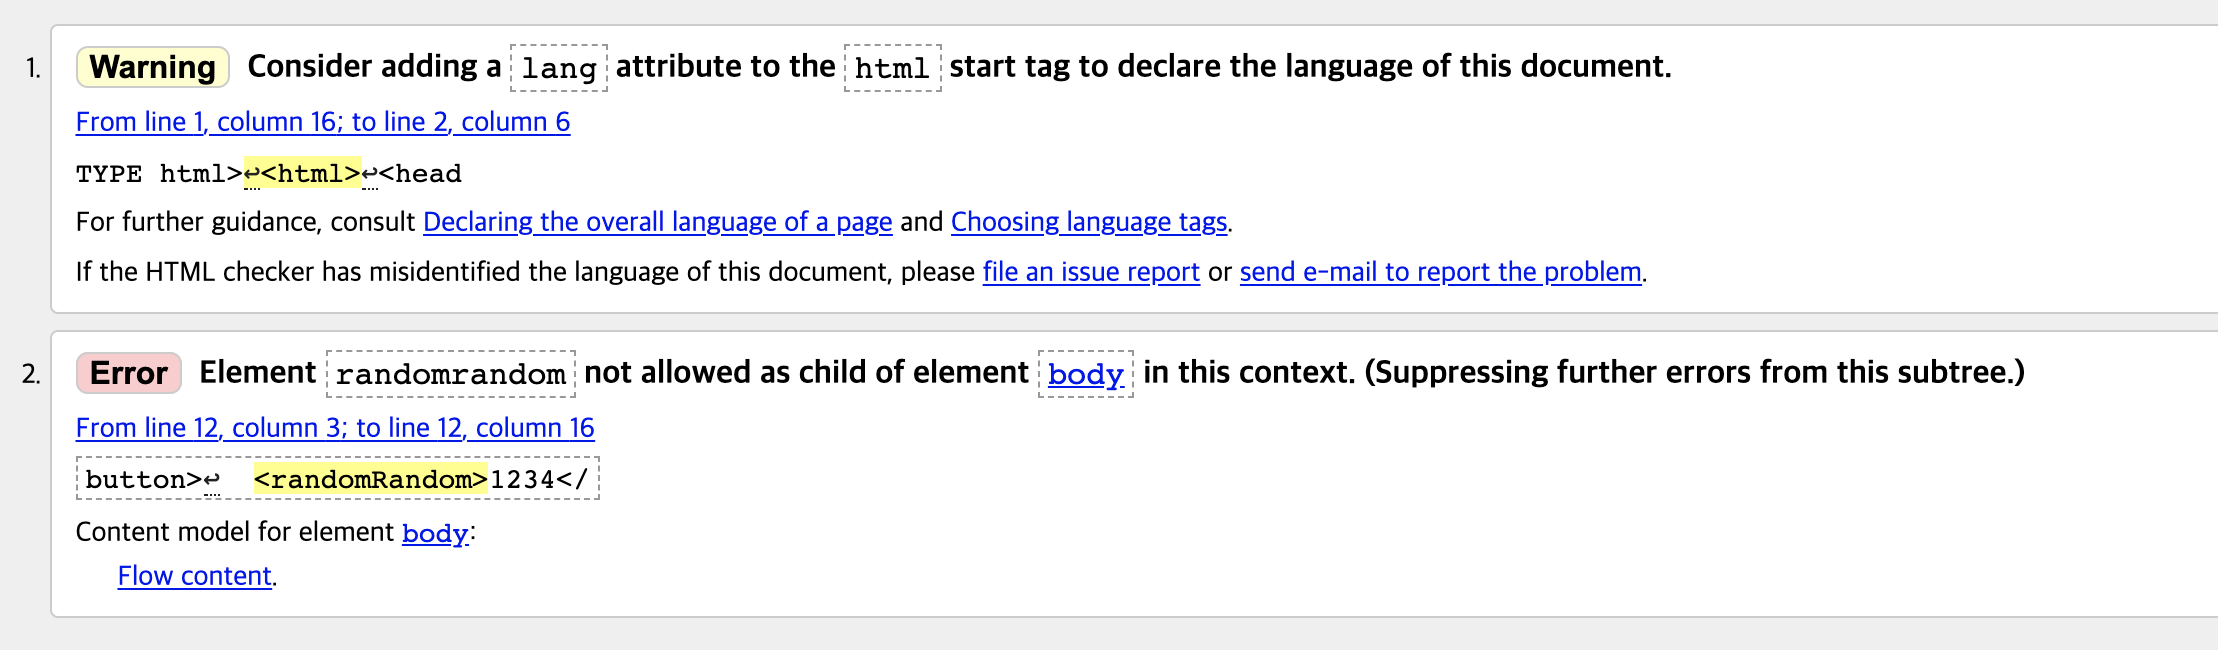 1. Warning Consider adding a lang attribute to the html start tag to declare the language of this document.
From line 1, column 16; to line 2, column 6
TYPE html>↩<html>↩<head
For further guidance, consult Declaring the overall language of a page and Choosing language tags.
If the HTML checker has misidentified the language of this document, please file an issue report or send e-mail to report the problem.
2. Error Element randomrandom not allowed as child of element body in this context. (Suppressing further errors from this subtree.)
From line 12, column 3; to line 12, column 16
button>↩  <randomRandom>1234</
Content model for element body:
Flow content.